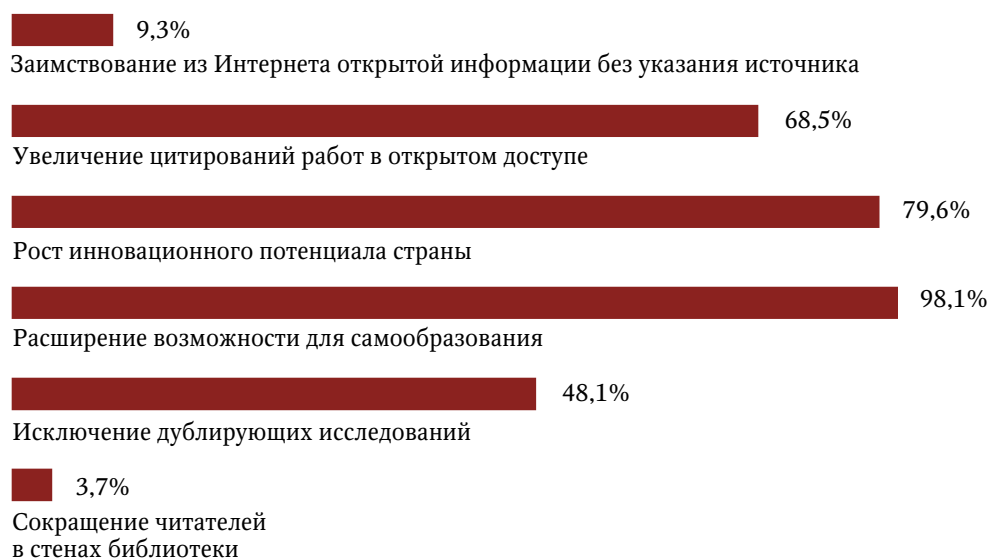 9,3%
Заимствование из Интернета открытой информации без указания источника
68,5%
Увеличение цитирований работ в открытом доступе
79,6%
Рост инновационного потенциала страны
98,1%
Расширение возможности для самообразования
48,1%
Исключение дублирующих исследований
3,7%
Сокращение читателей
в стенах библиотеки